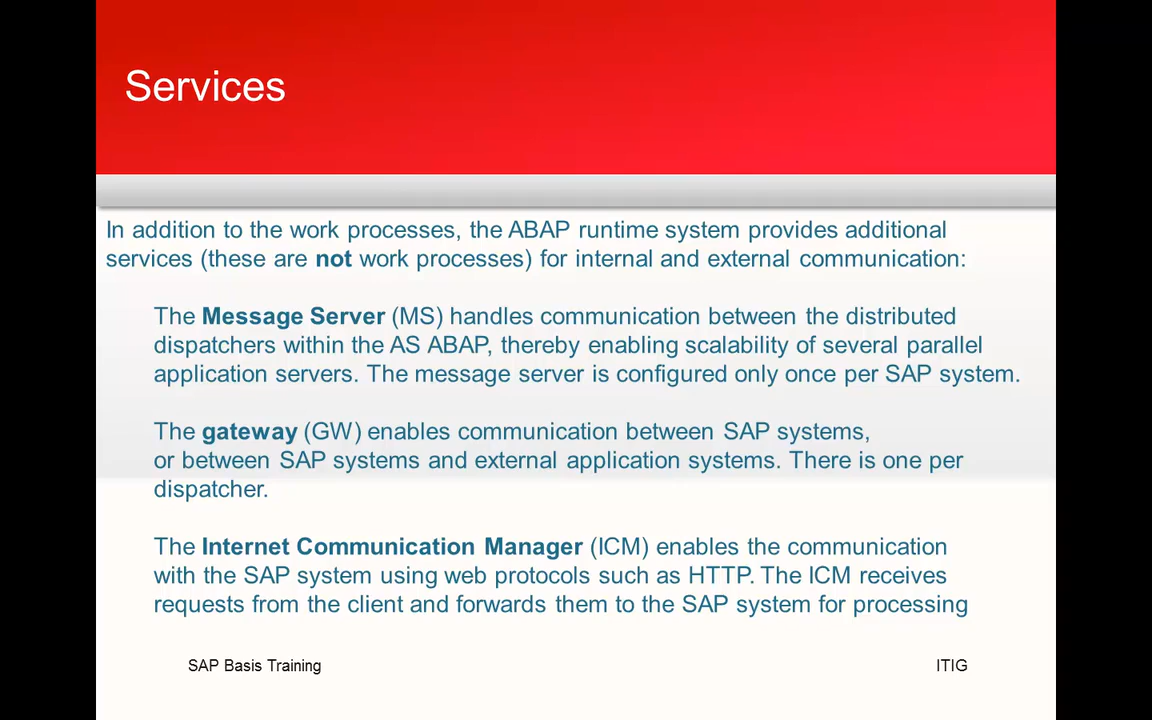 Services
In addition to the work processes, the ABAP runtime system provides additional
services (these are not work processes) for internal and external communication:
The Message Server (MS) handles communication between the distributed
dispatchers within the AS ABAP, thereby enabling scalability of several parallel
application servers. The message server is configured only once per SAP system.
The gateway (GW) enables communication between SAP systems,
or between SAP systems and external application systems. There is one per
dispatcher.
The Internet Communication Manager (ICM) enables the communication
with the SAP system using web protocols such as HTTP. The ICM receives
requests from the client and forwards them to the SAP system for processing
SAP Basis Training
ITIG